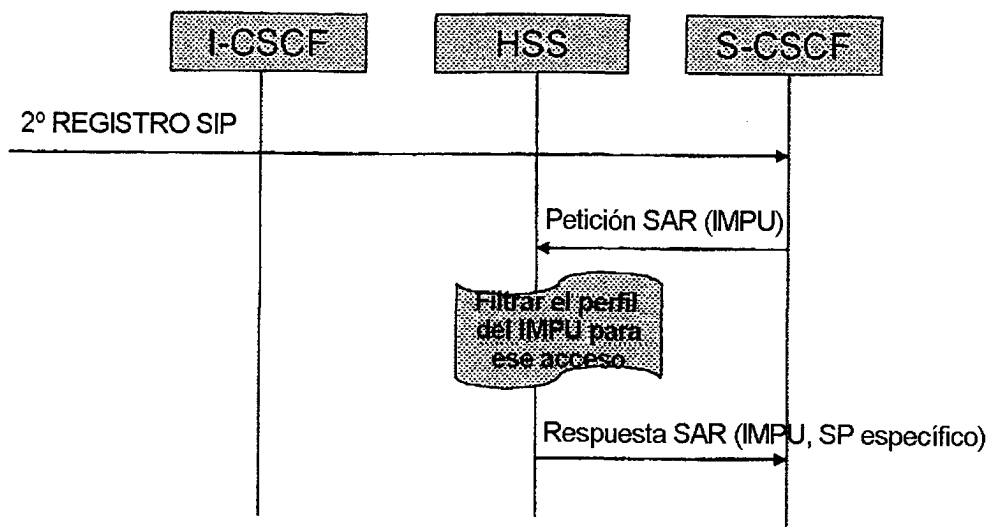 I-CSCF
HSS
S-CSCF
2º REGISTRO SIP
Petición SAR (IMPU)
Filtrar el perfil
del IMPU para
ese acceso
Respuesta SAR (IMPU, SP específico)